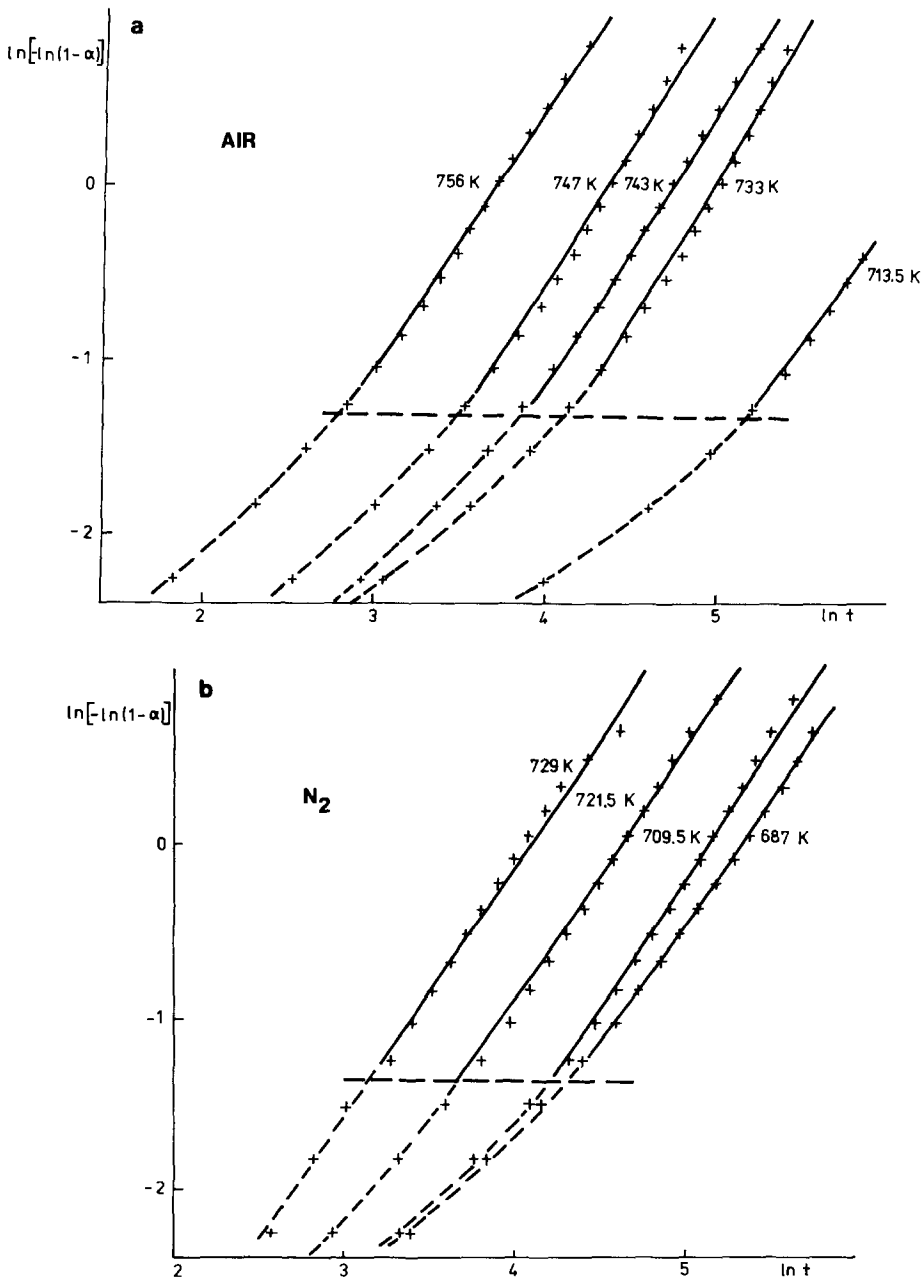 a
ln[-ln(1-α)]
AIR
0
-1
-2
756 K
747 K
743 K
733 K
713.5 K
2
3
4
5
ln t
b
ln[-ln(1-α)]
N2
0
-1
-2
729 K
721.5 K
709.5 K
687 K
2
3
4
5
ln t